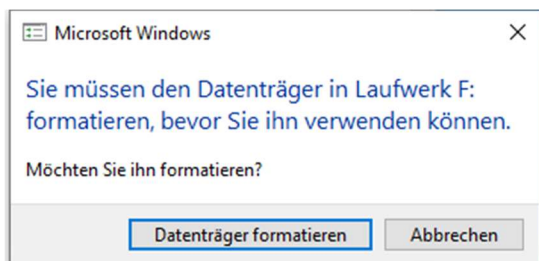 Microsoft Windows
Sie müssen den Datenträger in Laufwerk F:
formatieren, bevor Sie ihn verwenden können.
Möchten Sie ihn formatieren?
Datenträger formatieren
Abbrechen